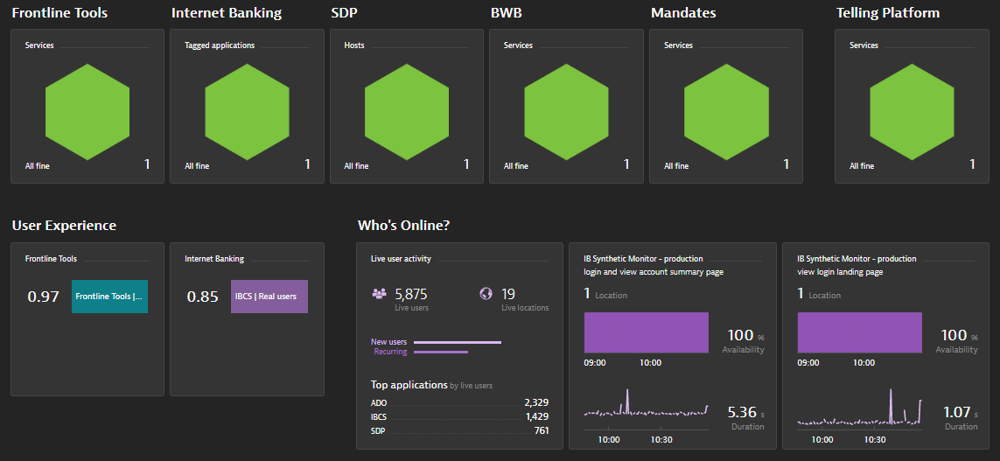 Frontline Tools
Internet Banking
SDP
BWB
Mandates
Telling Platform
Services
Tagged applications
Hosts
Services
Services
Services
All fine 1
All fine 1
All fine 1
All fine 1
All fine 1
All fine 1
User Experience
Who's Online?
Frontline Tools
0.97 Frontline Tools |...
Internet Banking
0.85 IBCS | Real users
Live user activity
5,875
Live users
19
Live locations
New users
Recurring
Top applications by live users
ADO 2,329
IBCS 1,429
SDP 761
IB Synthetic Monitor - production
login and view account summary page
1 Location
100 %
Availability
09:00 10:00
5.36 s
Duration
10:00 10:30
IB Synthetic Monitor - production
view login landing page
1 Location
100 %
Availability
09:00 10:00
1.07 s
Duration
10:00 10:30